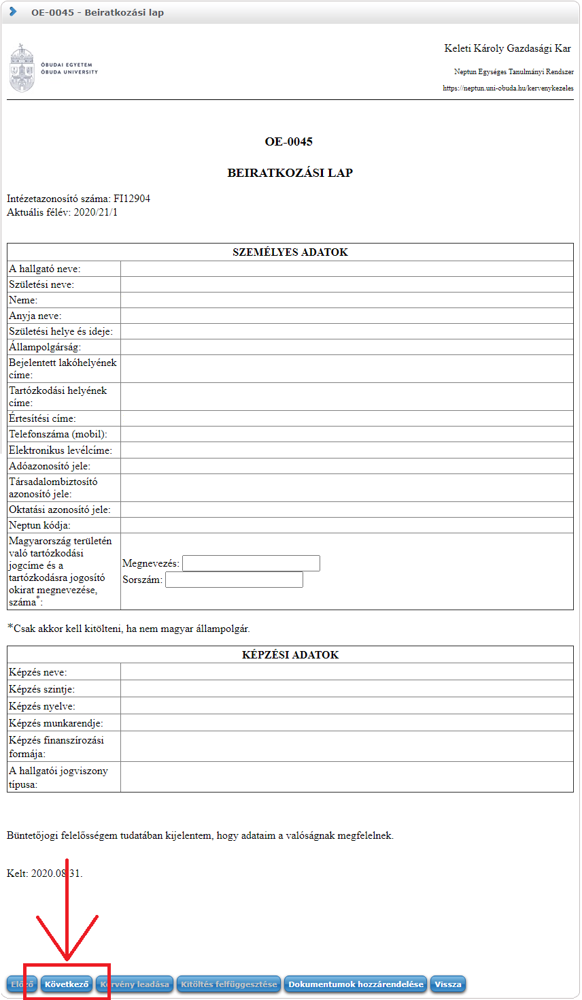 OE-0045 - Beiratkozási lap
ÓBUDAI EGYETEM
ÓBUDA UNIVERSITY
Keleti Károly Gazdasági Kar
Neptun Egységes Tanulmányi Rendszer
https://neptun.uni-obuda.hu/kervenykezeles
OE-0045
BEIRATKOZÁSI LAP
Intézetazonosító száma: FI12904
Aktuális félév: 2020/21/1
SZEMÉLYES ADATOK
A hallgató neve:
Születési neve:
Neme:
Anyja neve:
Születési helye és ideje:
Állampolgárság:
Bejelentett lakóhelyének
címe:
Tartózkodási helyének
címe:
Értesítési címe:
Telefonszáma (mobil):
Elektronikus levélcíme:
Adóazonosító jele:
Társadalombiztosító
azonosító jele:
Oktatási azonosító jele:
Neptun kódja:
Magyarország területén
való tartózkodási
jogcíme és a
tartózkodásra jogosító
okirat megnevezése,
száma*:
Megnevezés:
Sorszám:
*Csak akkor kell kitölteni, ha nem magyar állampolgár.
KÉPZÉSI ADATOK
Képzés neve:
Képzés szintje:
Képzés nyelve:
Képzés munkarendje:
Képzés finanszírozási
formája:
A hallgatói jogviszony
típusa:
Büntetőjogi felelősségem tudatában kijelentem, hogy adataim a valóságnak megfelelnek.
Kelt: 2020.08.31.
Előző Következő Kérvény leadása Kitöltés felfüggesztése Dokumentumok hozzárendelése Vissza